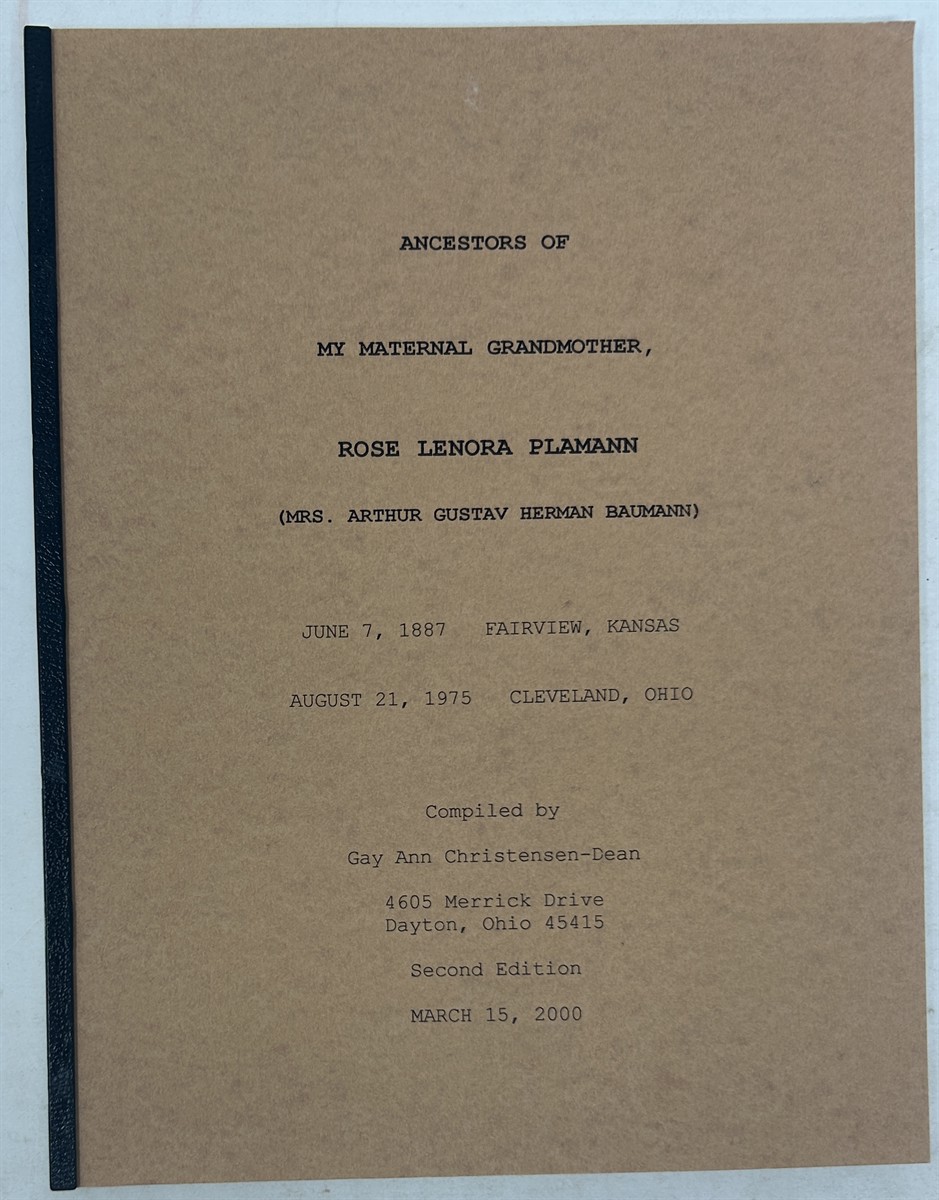 ANCESTORS OF
MY MATERNAL GRANDMOTHER,
ROSE LENORA PLAMANN
(MRS. ARTHUR GUSTAV HERMAN BAUMANN)
JUNE 7, 1887 FAIRVIEW, KANSAS
AUGUST 21, 1975 CLEVELAND, OHIO
Compiled by
Gay Ann Christensen-Dean
4605 Merrick Drive
Dayton, Ohio 45415
Second Edition
MARCH 15, 2000